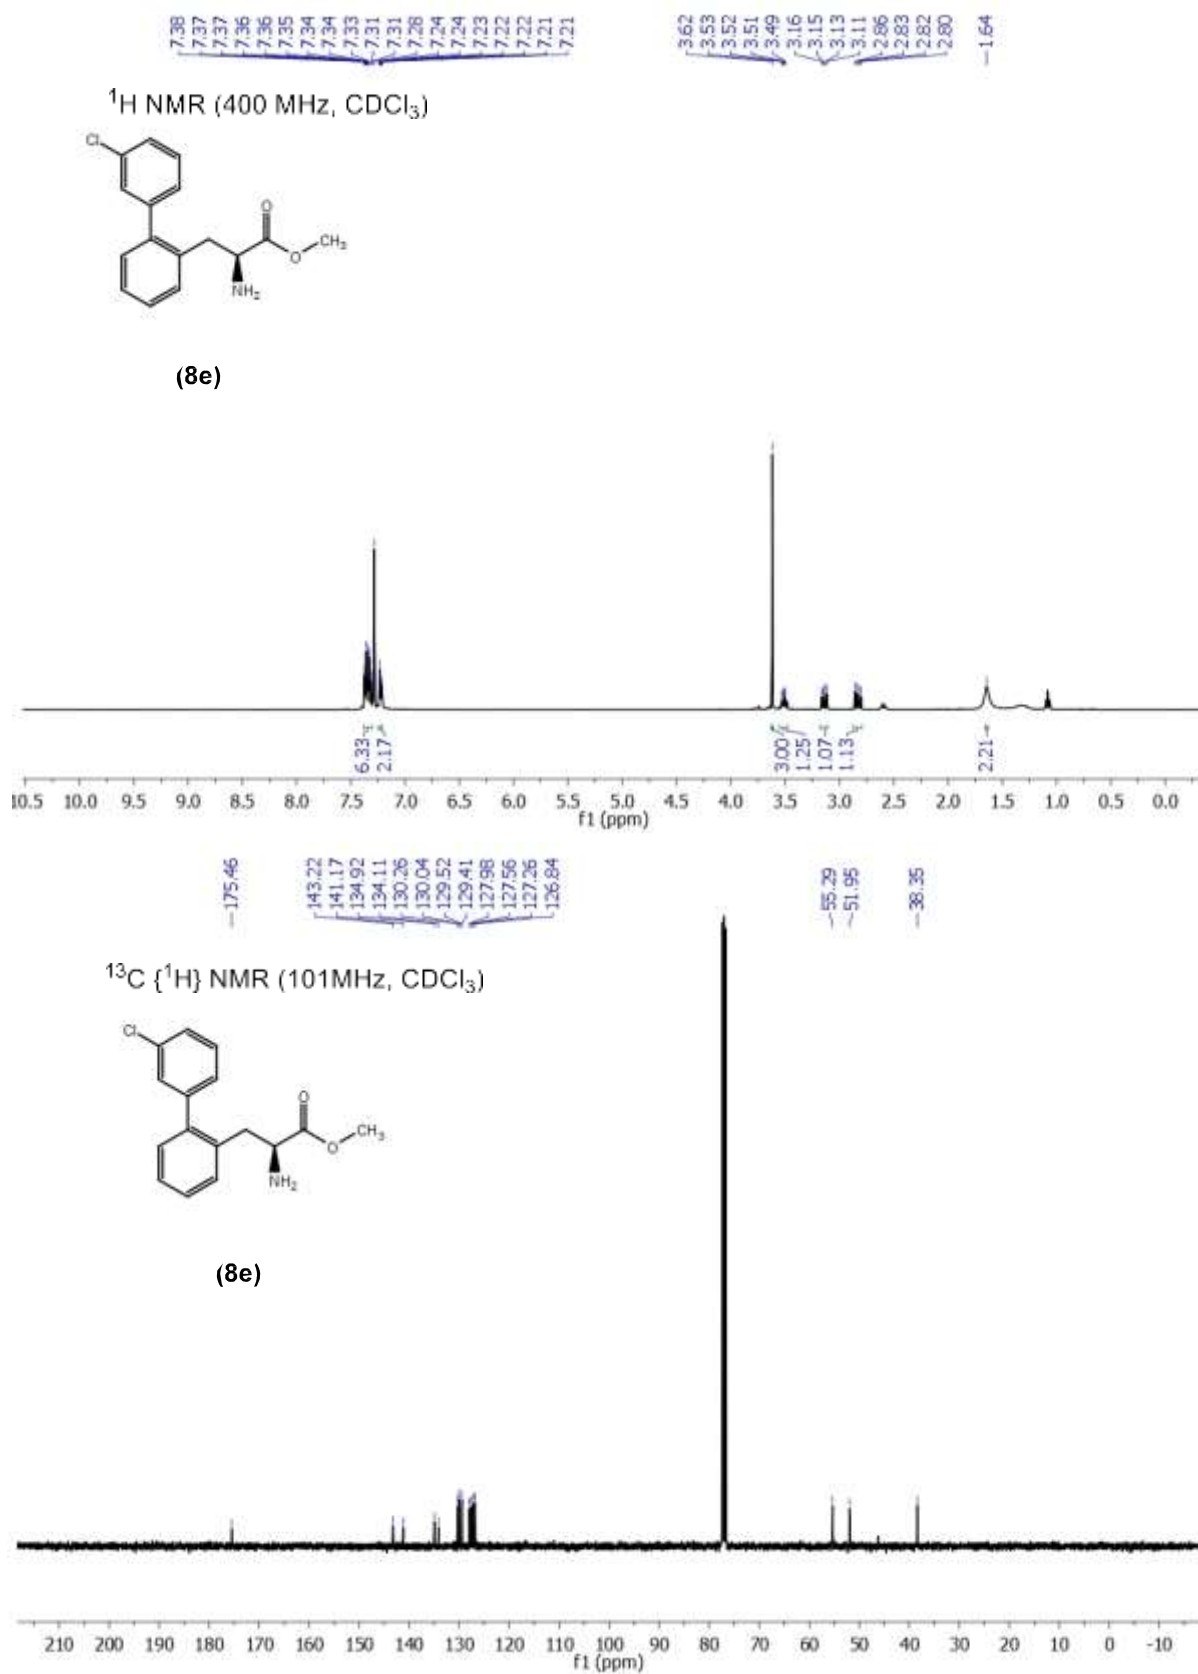 7.38 7.37 7.37 7.36 7.36 7.35 7.34 7.34 7.33 7.31 7.31 7.28 7.24 7.24 7.23 7.22 7.22 7.21 7.21
3.62 3.53 3.52 3.51 3.49 3.16 3.15 3.13 3.11 2.86 2.83 2.82 2.80 1.64
¹H NMR (400 MHz, CDCl₃)
Cl
O
O
CH₃
NH₂
(8e)
6.33 2.17 3.00 1.25 1.07 1.13 2.21
10.5 10.0 9.5 9.0 8.5 8.0 7.5 7.0 6.5 6.0 5.5 5.0 4.5 4.0 3.5 3.0 2.5 2.0 1.5 1.0 0.5 0.0
f1 (ppm)
175.46 143.22 141.17 134.92 134.11 130.26 130.04 129.52 129.41 127.98 127.56 127.26 126.84 55.29 51.95 38.35
¹³C {¹H} NMR (101MHz, CDCl₃)
Cl
O
O
CH₃
NH₂
(8e)
210 200 190 180 170 160 150 140 130 120 110 100 90 80 70 60 50 40 30 20 10 0 -10
f1 (ppm)